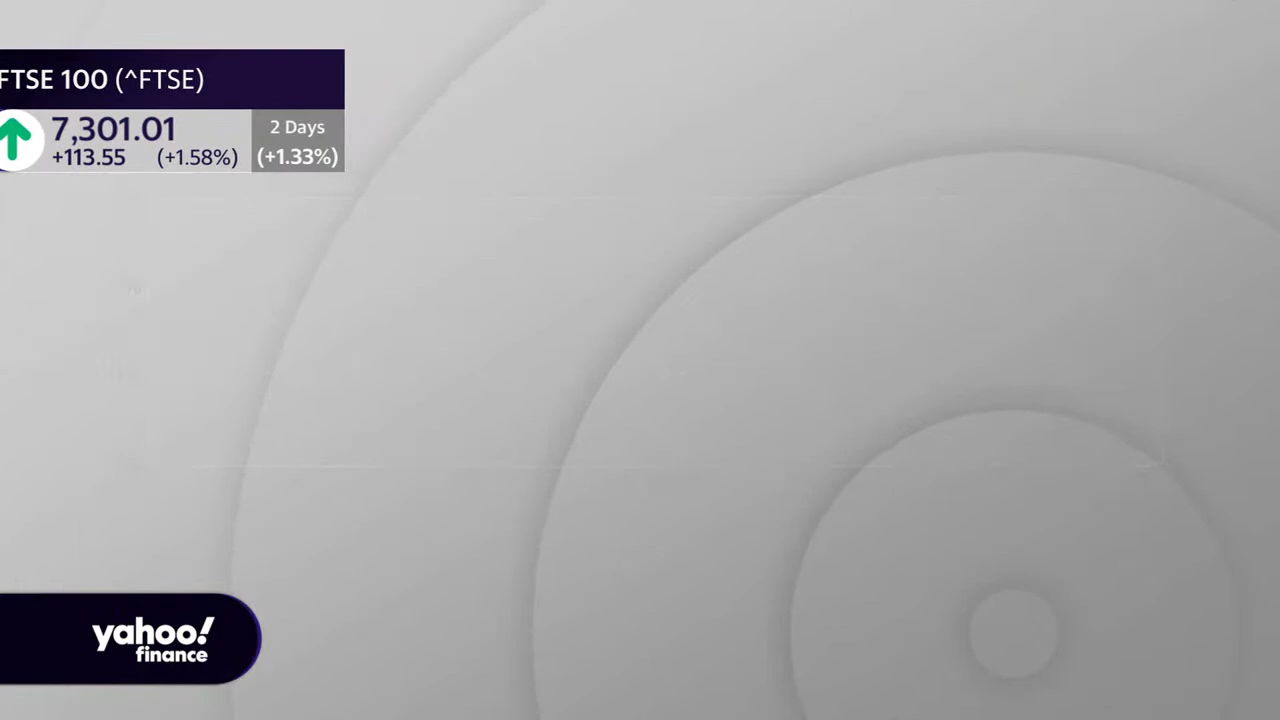 FTSE 100 (^FTSE)
7,301.01
+113.55 (+1.58%)
2 Days
(+1.33%)
yahoo!
finance